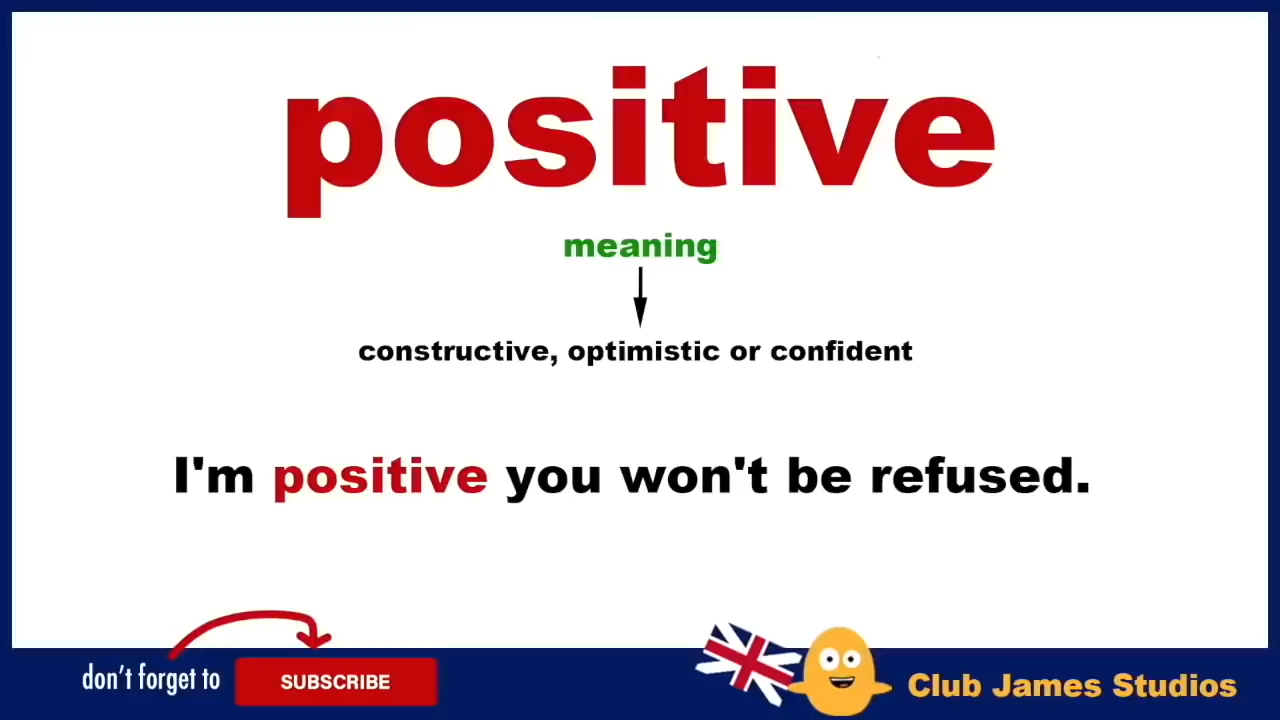 positive
meaning
constructive, optimistic or confident
I'm positive you won't be refused.
don't forget to
SUBSCRIBE
Club James Studios